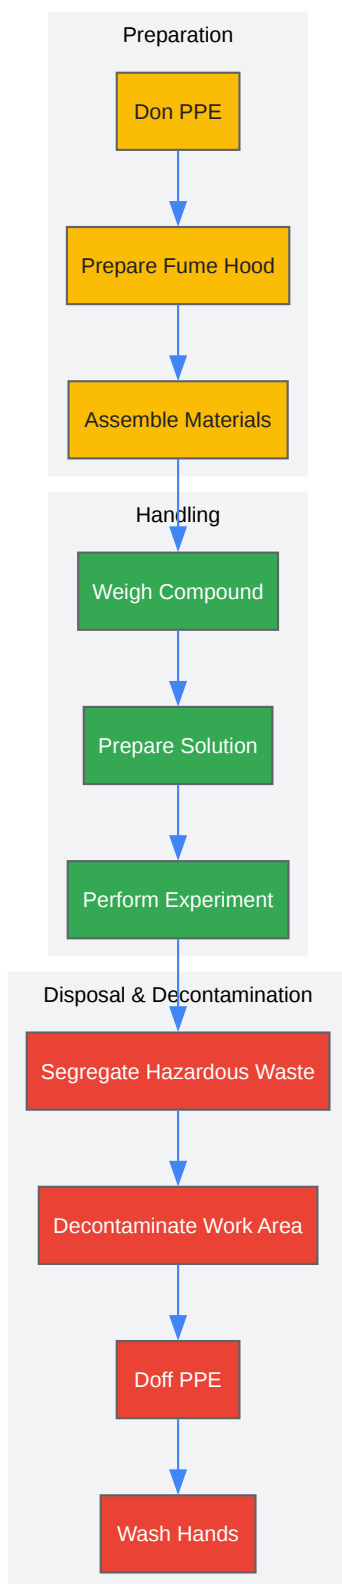 Preparation
Don PPE
Prepare Fume Hood
Assemble Materials
Handling
Weigh Compound
Prepare Solution
Perform Experiment
Disposal & Decontamination
Segregate Hazardous Waste
Decontaminate Work Area
Doff PPE
Wash Hands